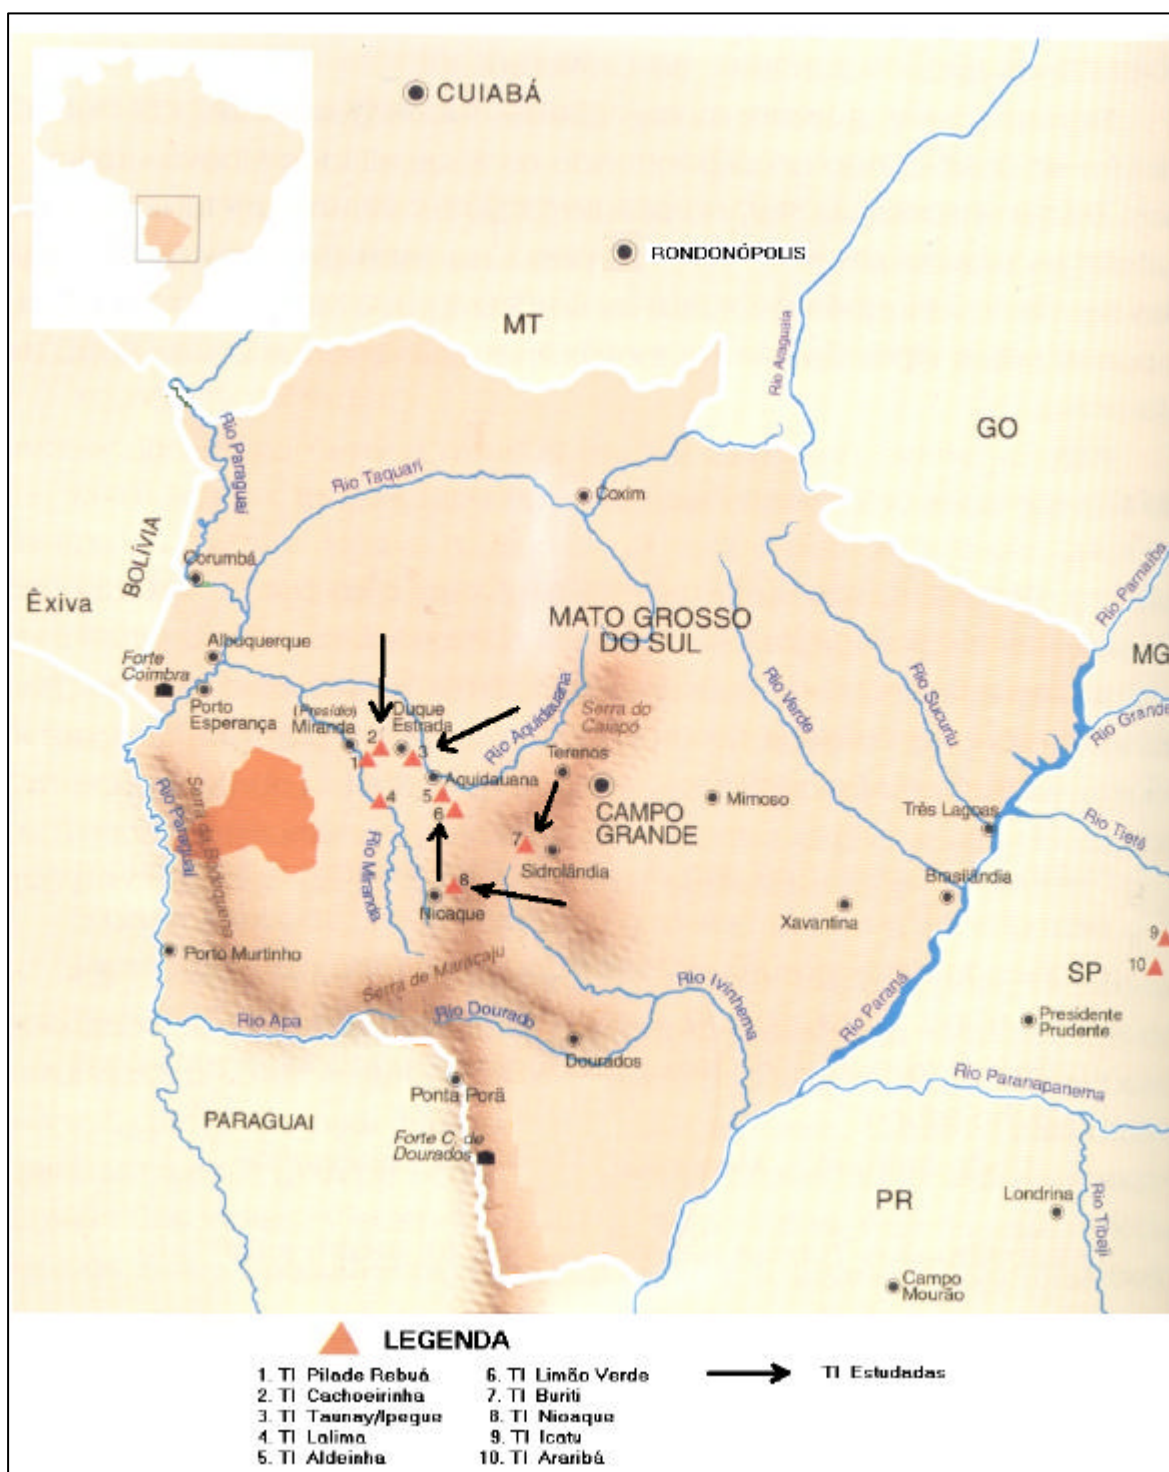 CUIABÁ
RONDONÓPOLIS
MT
Rio Araguaia
GO
Rio Paraguai
Rio Taquari
Coxim
BOLÍVIA
Corumbá
Êxiva
Rio Parnaíba
MATO GROSSO
DO SUL
Albuquerque
MG
Forte
Coimbra
Porto
Esperança
(Presídio)
Miranda
Duque
Estrada
Rio Aquidauana
Serra do
Caiapó
Rio Verde
Rio Sucuriu
Rio Grande
2
1
3
Aquidauana
Terenos
4
5
6
CAMPO
GRANDE
Mimoso
Três Lagoas
Rio Tietê
Rio Paraguai
Serra da Bodoquena
7
Sidrolândia
Rio Miranda
8
Nioaque
Brasilândia
Xavantina
9
10
SP
Porto Murtinho
Serra de Maracaju
Rio Ivinhema
Rio Paraná
Rio Apa
Rio Dourado
Dourados
Presidente
Prudente
Ponta Porã
Rio Paranapanema
PARAGUAI
Forte C. de
Dourados
PR
Londrina
Rio Tibaji
Campo
Mourão
LEGENDA
1. TI Pilade Rebuá
2. TI Cachoeirinha
3. TI Taunay/Ipegue
4. TI Lalima
5. TI Aldeinha
6. TI Limão Verde
7. TI Buriti
8. TI Nioaque
9. TI Icatu
10. TI Araribá
TI Estudadas